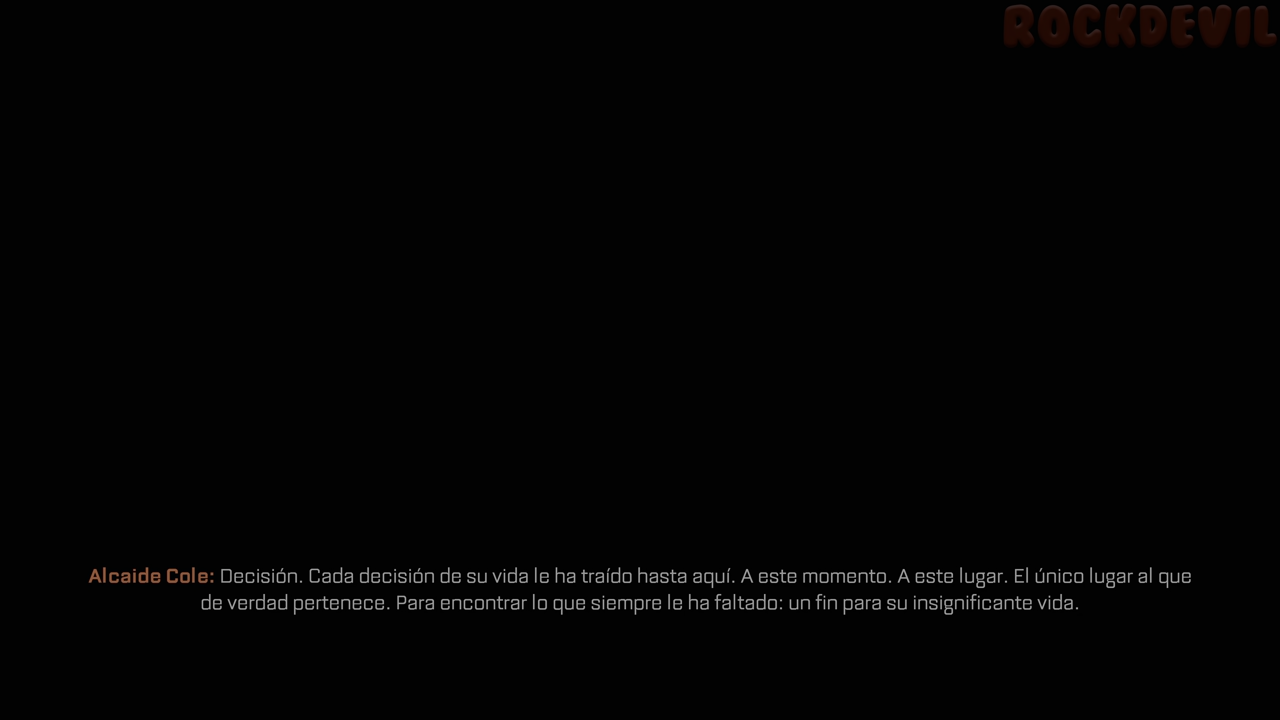 ROCKDEVIL
Alcaide Cole: Decisión. Cada decisión de su vida le ha traído hasta aquí. A este momento. A este lugar. El único lugar al que
de verdad pertenece. Para encontrar lo que siempre le ha faltado: un fin para su insignificante vida.